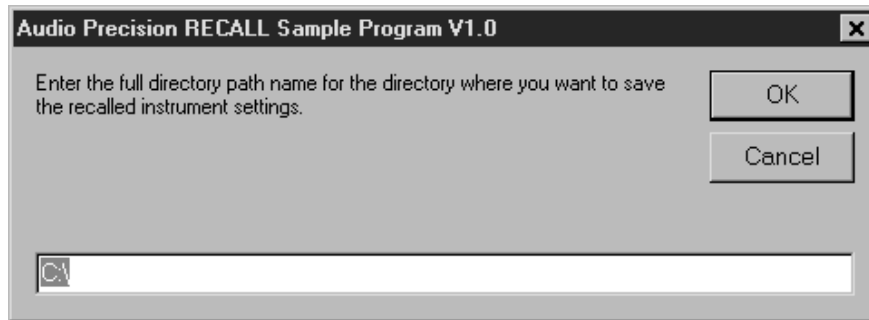 Audio Precision RECALL Sample Program V1.0
Enter the full directory path name for the directory where you want to save
the recalled instrument settings.
OK
Cancel
C:\